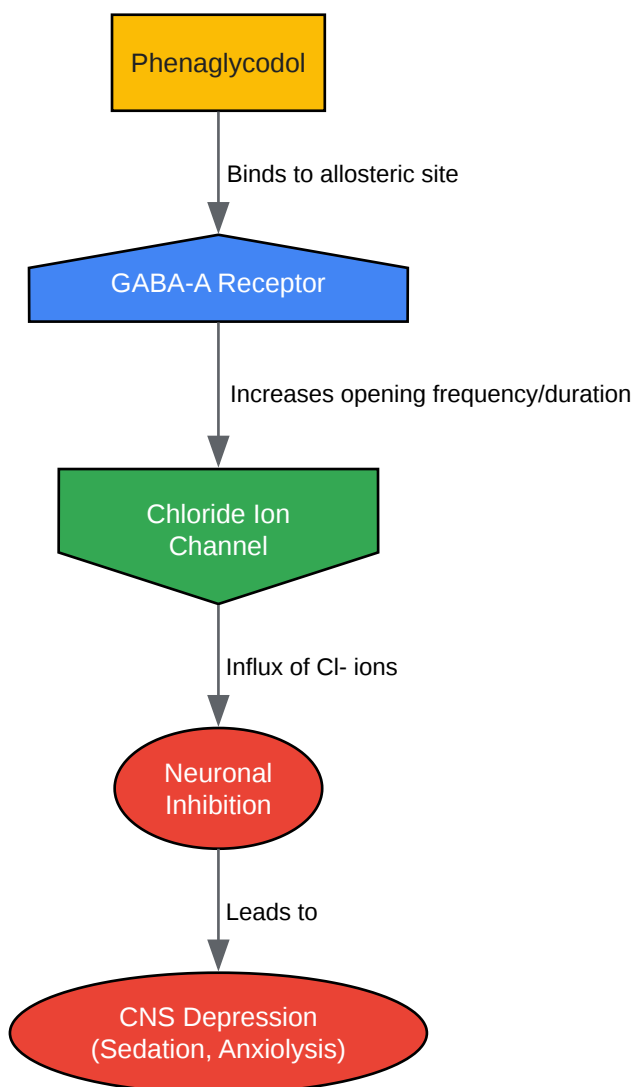 Phenaglycodol
Binds to allosteric site
GABA-A Receptor
Increases opening frequency/duration
Chloride Ion
Channel
Influx of Cl- ions
Neuronal
Inhibition
Leads to
CNS Depression
(Sedation, Anxiolysis)